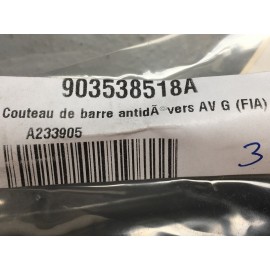 903538518A
Couteau de barre antidÃ©vers AV G (FIA)
A233905
3